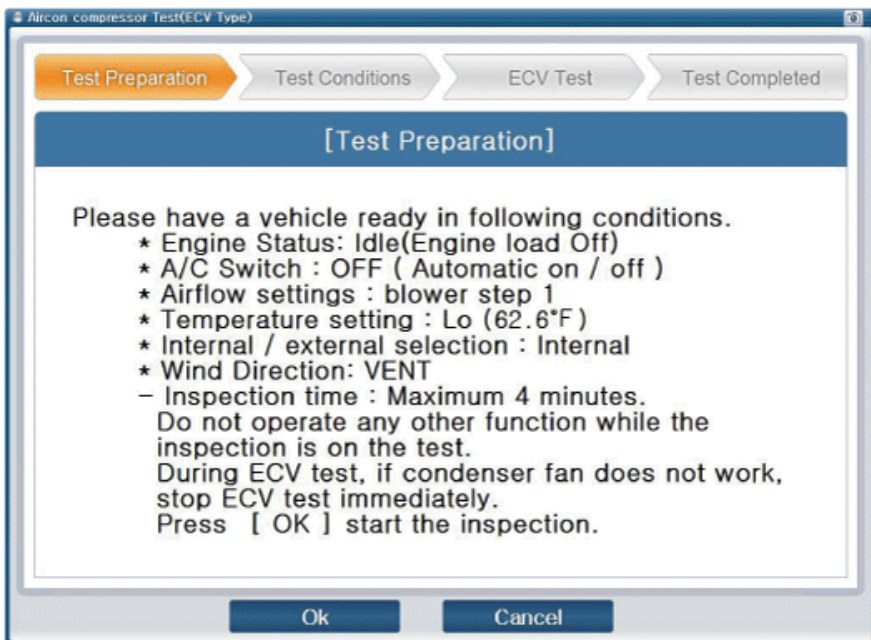 Aircon compressor Test(ECV Type)
Test Preparation
Test Conditions
ECV Test
Test Completed
[Test Preparation]
Please have a vehicle ready in following conditions.
* Engine Status: Idle(Engine load Off)
* A/C Switch : OFF ( Automatic on / off )
* Airflow settings : blower step 1
* Temperature setting : Lo (62.6°F)
* Internal / external selection : Internal
* Wind Direction: VENT
- Inspection time : Maximum 4 minutes.
Do not operate any other function while the
inspection is on the test.
During ECV test, if condenser fan does not work,
stop ECV test immediately.
Press [ OK ] start the inspection.
Ok
Cancel